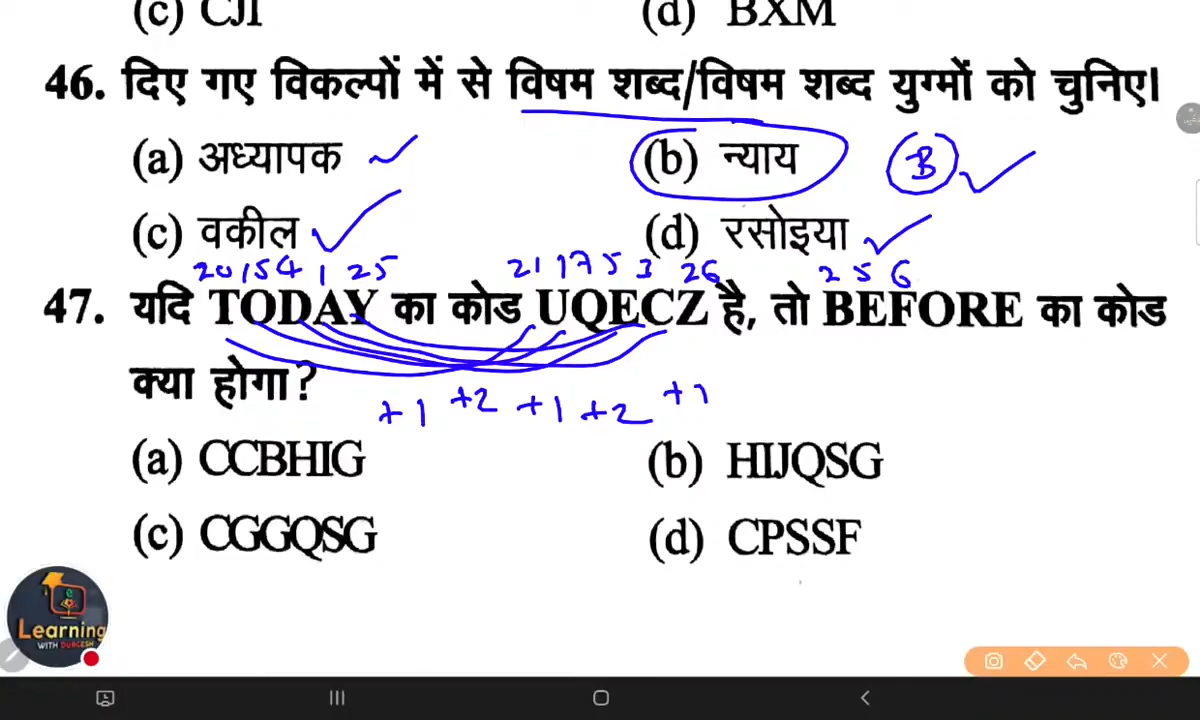 (c) CJI (d) BXM
46. दिए गए विकल्पों में से विषम शब्द/विषम शब्द युग्मों को चुनिए।
(a) अध्यापक (b) न्याय B
(c) वकील (d) रसोइया
20 15 4 1 25 21 17 5 3 26 2 5 6
47. यदि TODAY का कोड UQECZ है, तो BEFORE का कोड
क्या होगा?
+1 +2 +1 +2 +1
(a) CCBHIG (b) HIJQSG
(c) CGGQSG (d) CPSSF
Learning
WITH DURGESH